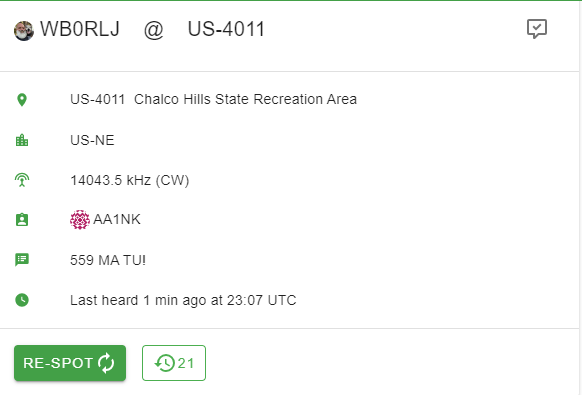 WB0RLJ @ US-4011
US-4011 Chalco Hills State Recreation Area
US-NE
14043.5 kHz (CW)
AA1NK
559 MA TU!
Last heard 1 min ago at 23:07 UTC
RE-SPOT 21